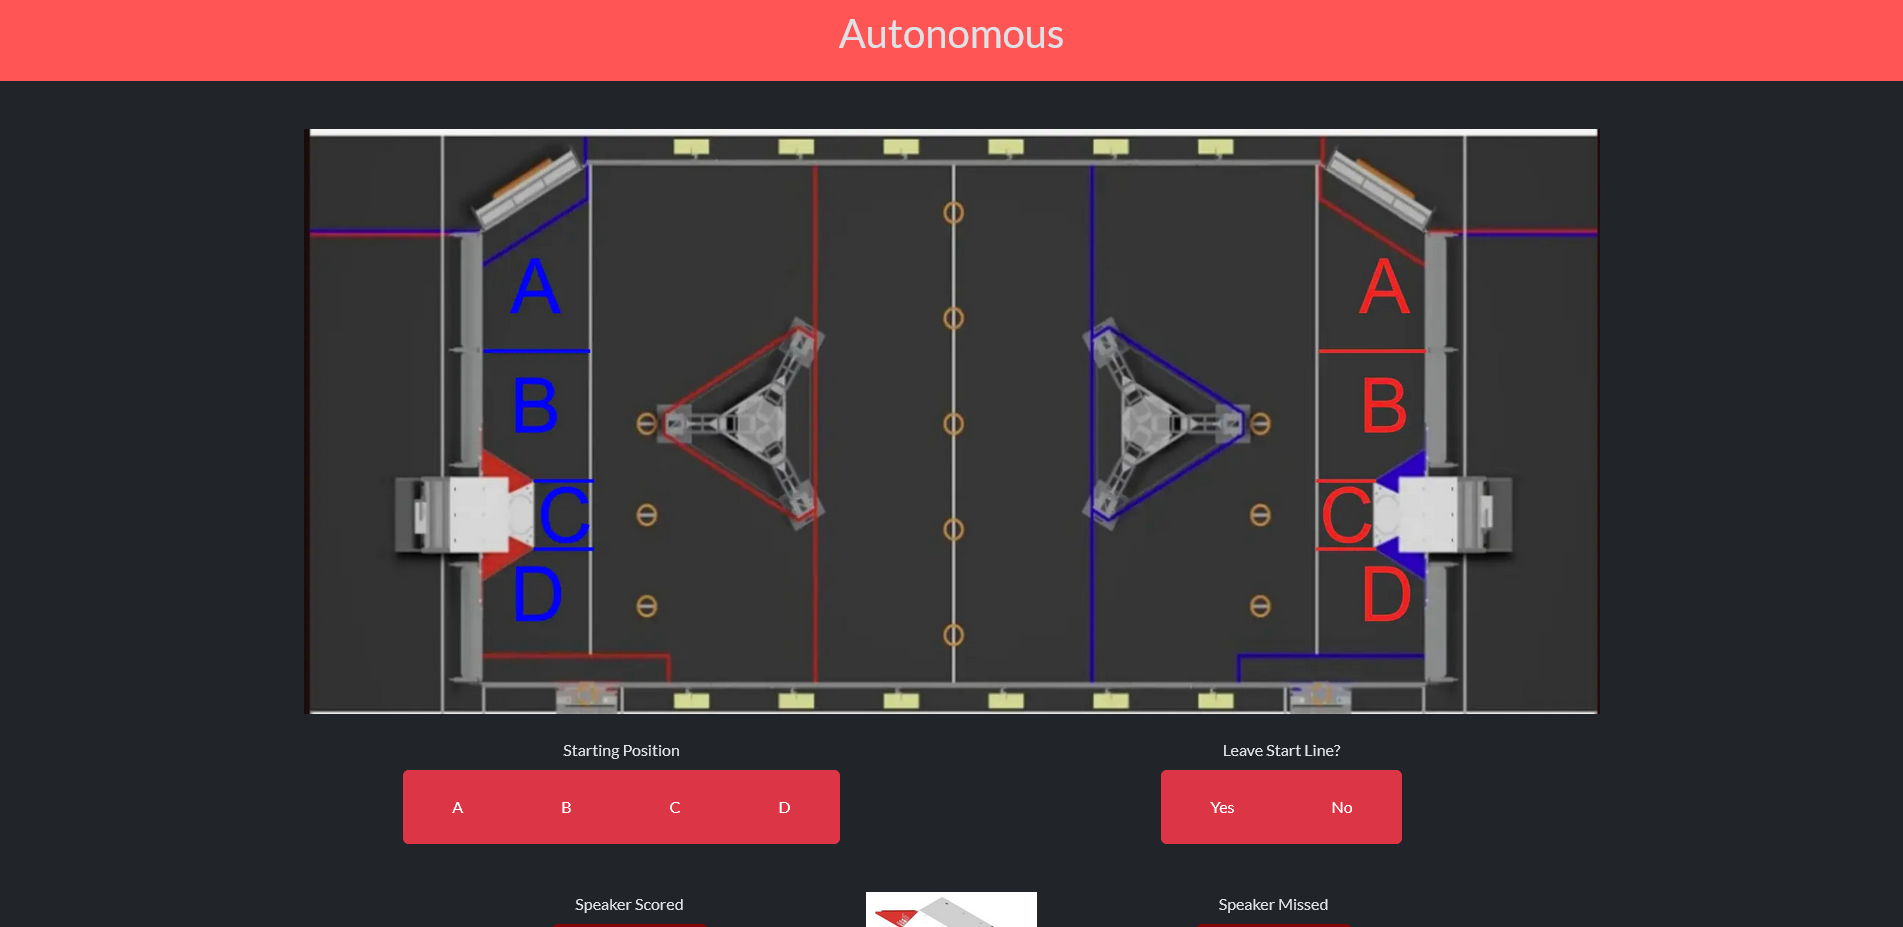 Autonomous
A A
B B
C C
D D
Starting Position Leave Start Line?
A B C D Yes No
Speaker Scored Speaker Missed